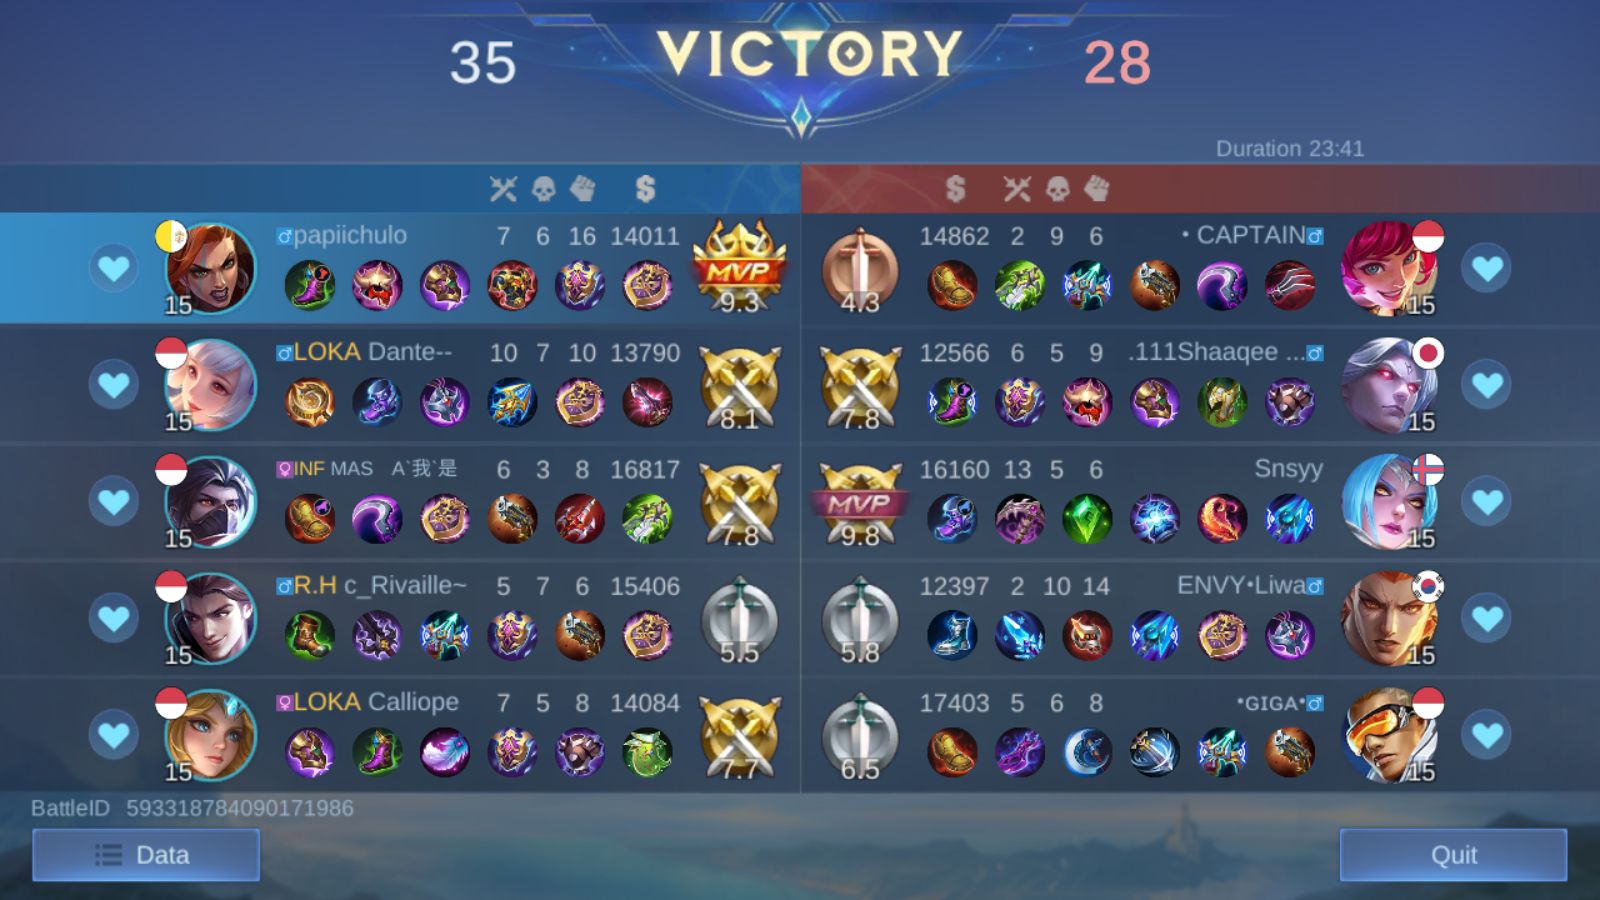 35 VICTORY 28
Duration 23:41
papiichulo 7 6 16 14011 MVP 9.3
15
4.3 14862 2 9 6 • CAPTAIN
15
LOKA Dante-- 10 7 10 13790 8.1
15
7.8 12566 6 5 9 .111Shaaqee ...
15
INF MAS A`我`是 6 3 8 16817 7.8
15
MVP 9.8 16160 13 5 6 Snsyy
15
R.H c_Rivaille~ 5 7 6 15406 5.5
15
5.8 12397 2 10 14 ENVY•Liwa
15
LOKA Calliope 7 5 8 14084 7.7
15
6.5 17403 5 6 8 •GIGA•
15
BattleID 593318784090171986
Data
Quit